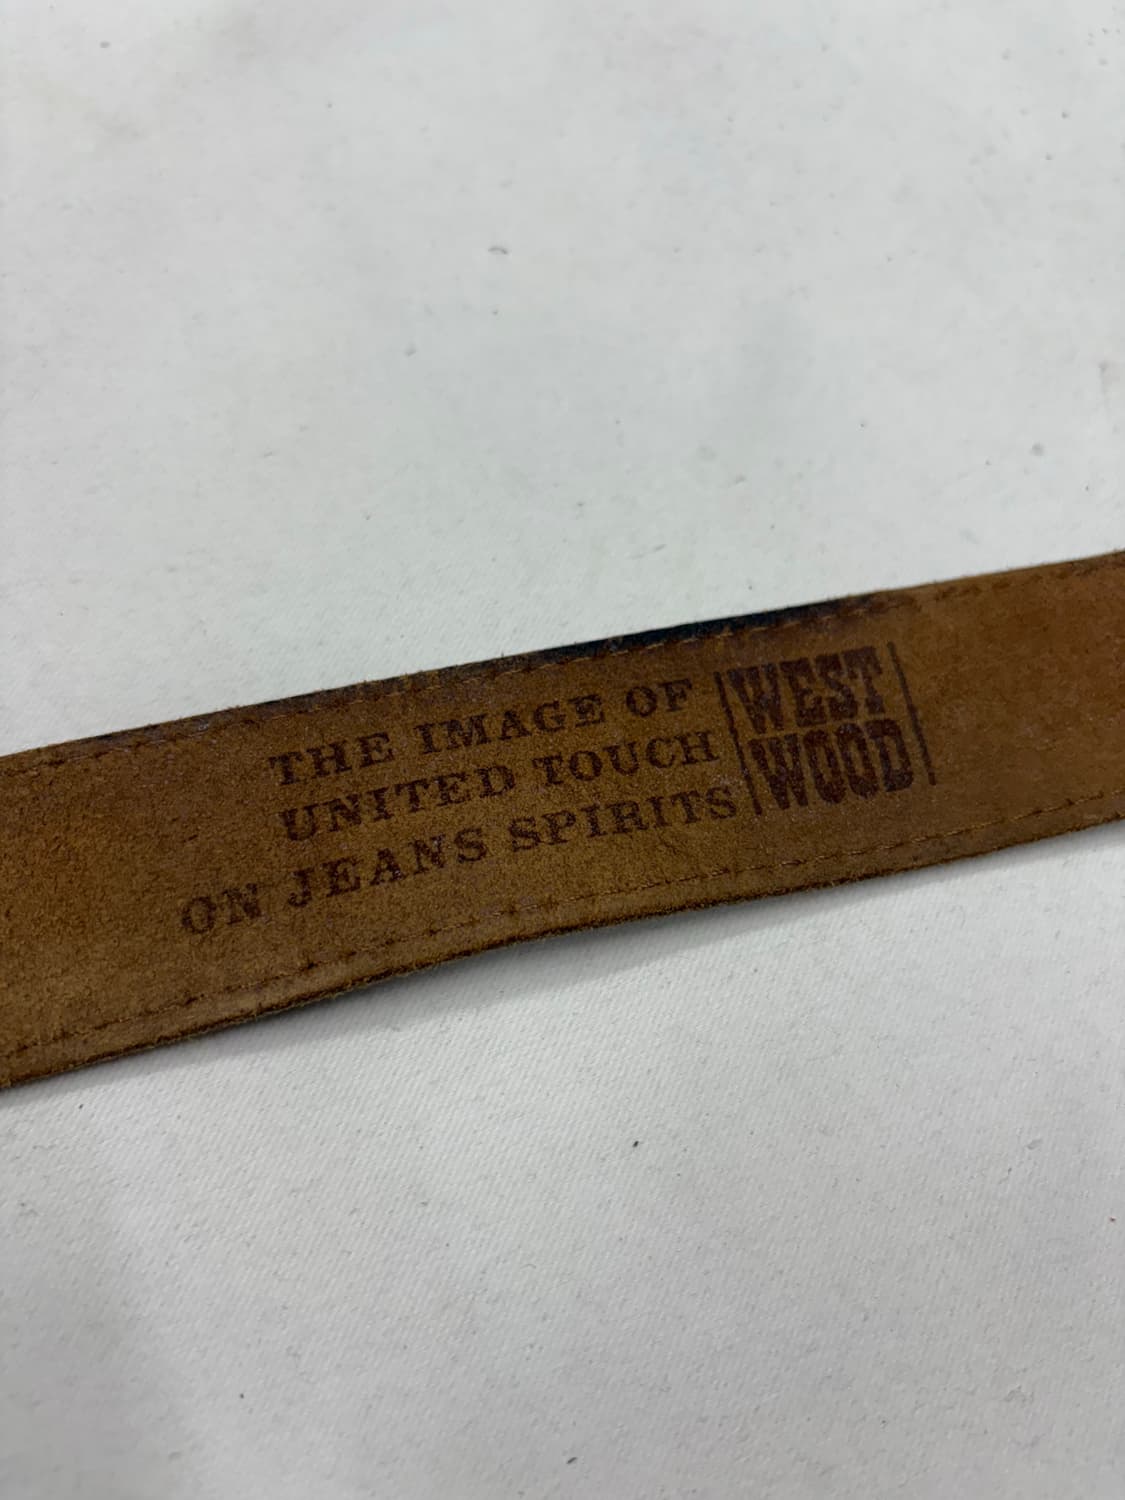 THE IMAGE OF
UNITED TOUCH
ON JEANS SPIRITS
WEST
WOOD